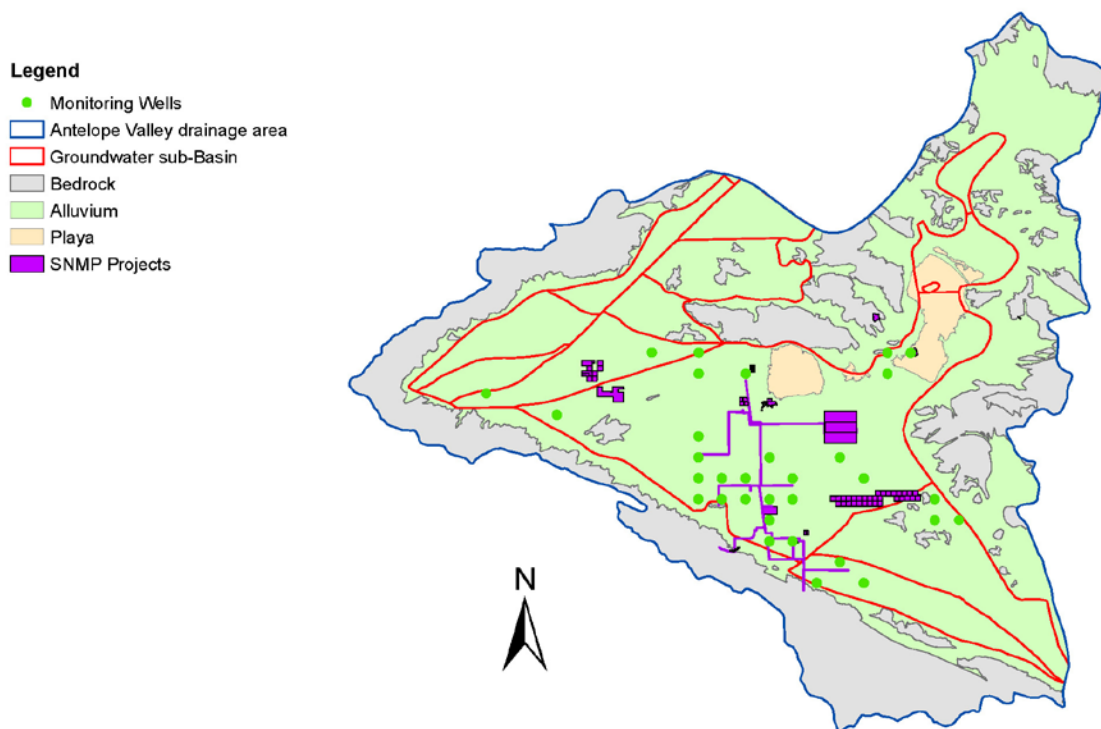 Legend
Monitoring Wells
Antelope Valley drainage area
Groundwater sub-Basin
Bedrock
Alluvium
Playa
SNMP Projects
N